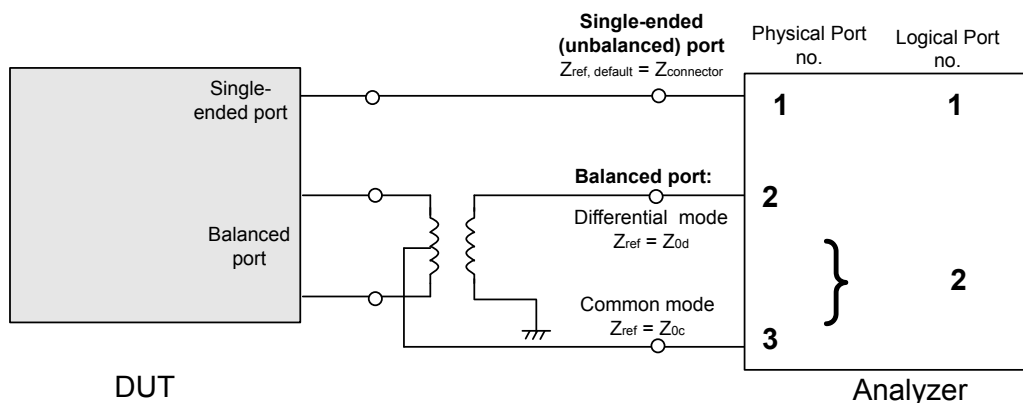 Single-ended
(unbalanced) port
Zref, default = Zconnector
Physical Port
no.
Logical Port
no.
Single-
ended port
1
1
Balanced port:
2
Differential mode
Zref = Z0d
Balanced
port
}
2
Common mode
Zref = Z0c
3
DUT
Analyzer